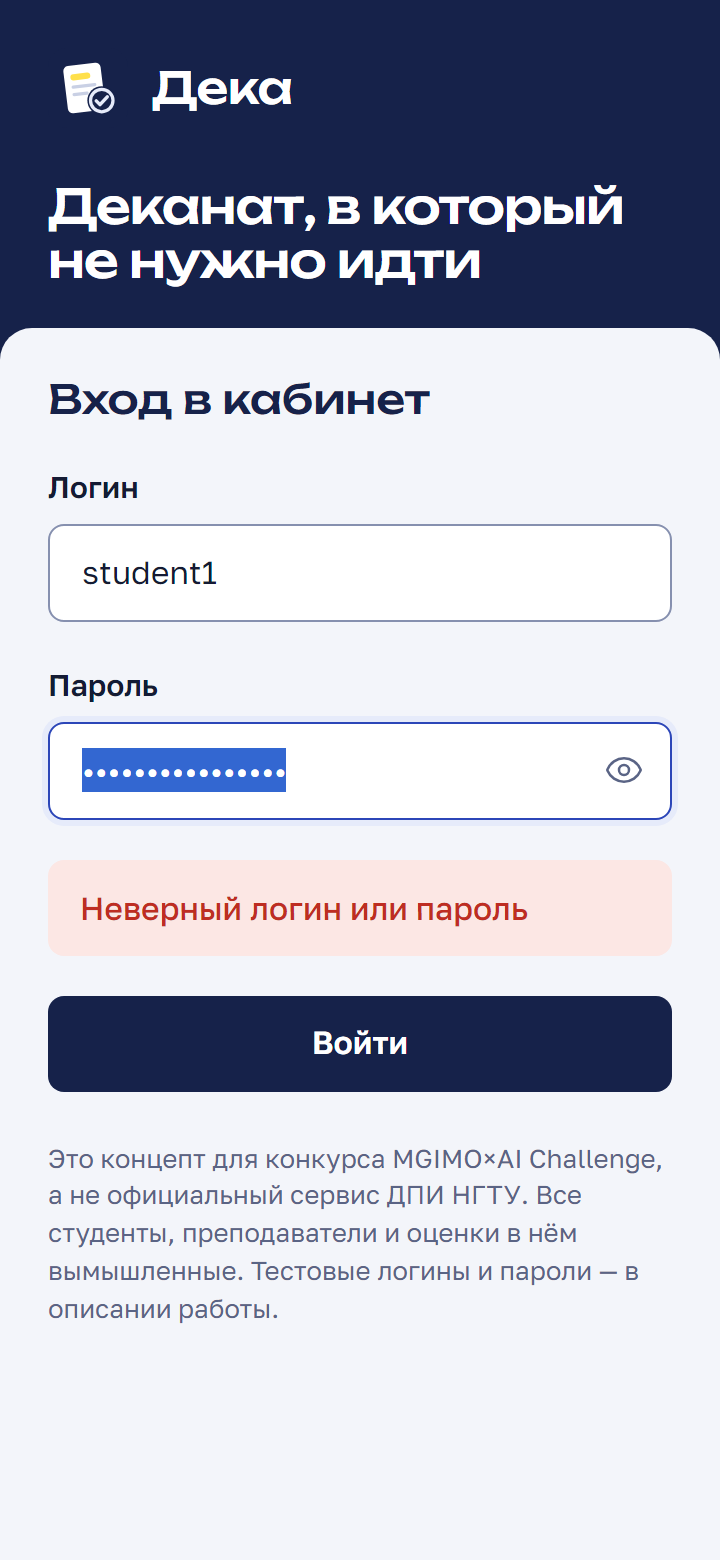 Дека
Деканат, в который
не нужно идти
Вход в кабинет
Логин
student1
Пароль
••••••••••••••••
Неверный логин или пароль
Войти
Это концепт для конкурса MGIMO×AI Challenge,
а не официальный сервис ДПИ НГТУ. Все
студенты, преподаватели и оценки в нём
вымышленные. Тестовые логины и пароли — в
описании работы.